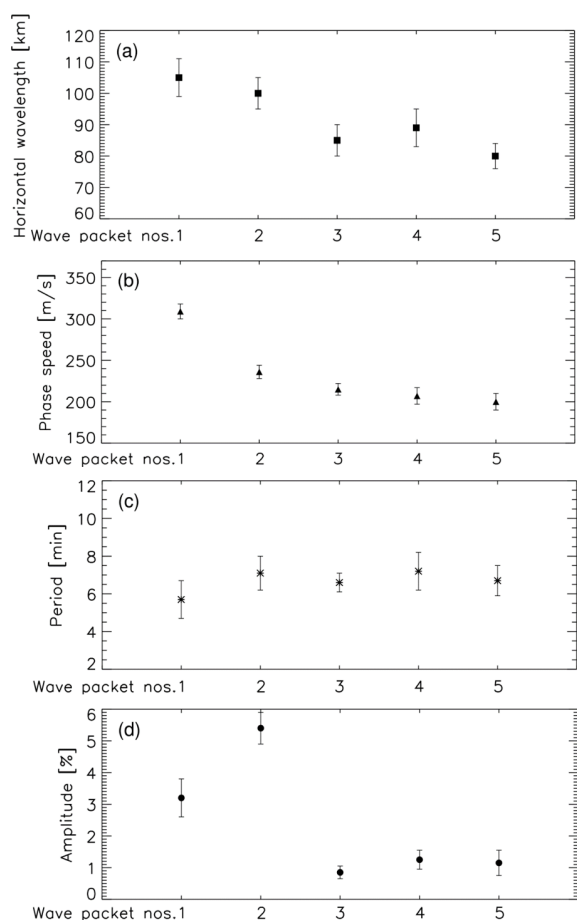 Horizontal wavelength [km]
(a)
120
110
100
90
80
70
60
Wave packet nos.1 2 3 4 5
Phase speed [m/s]
(b)
350
300
250
200
150
Wave packet nos.1 2 3 4 5
Period [min]
(c)
12
10
8
6
4
2
Wave packet nos.1 2 3 4 5
Amplitude [%]
(d)
6
5
4
3
2
1
0
Wave packet nos.1 2 3 4 5